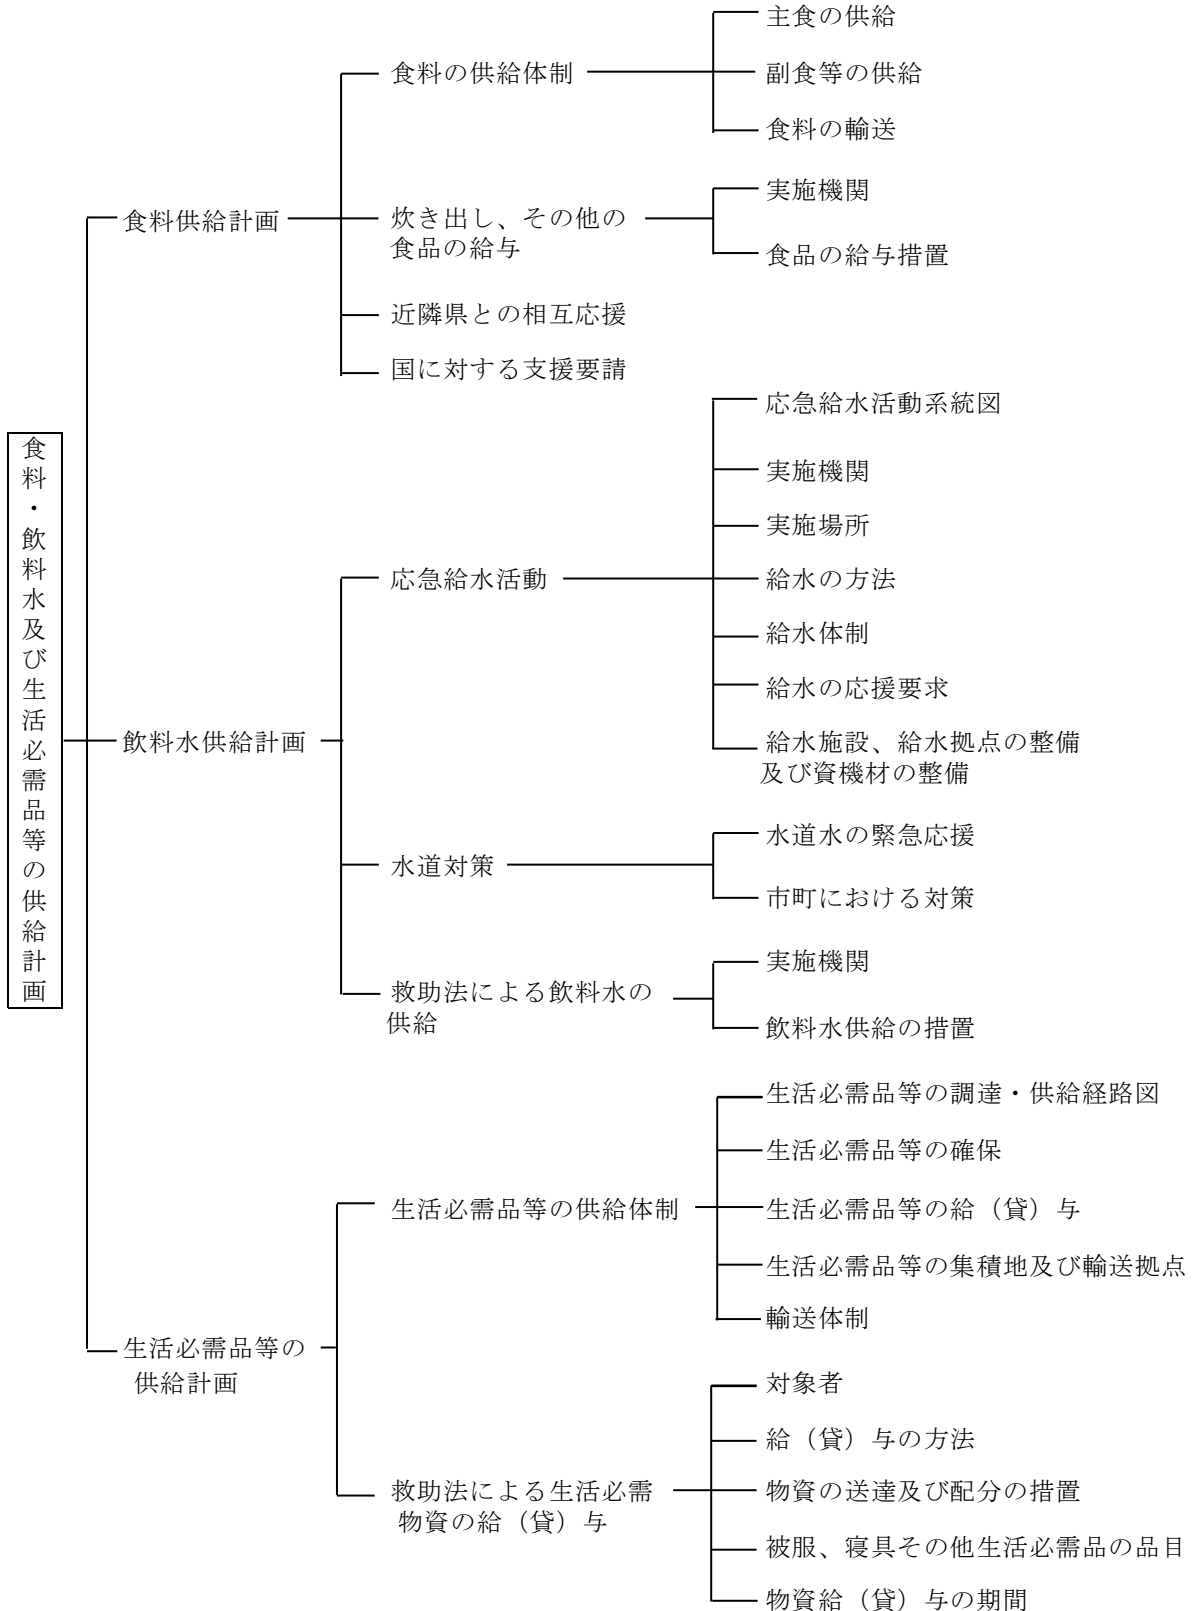 食料・飲料水及び生活必需品等の供給計画
食料供給計画
食料の供給体制
主食の供給
副食等の供給
食料の輸送
炊き出し、その他の
食品の給与
実施機関
食品の給与措置
近隣県との相互応援
国に対する支援要請
飲料水供給計画
応急給水活動
応急給水活動系統図
実施機関
実施場所
給水の方法
給水体制
給水の応援要求
給水施設、給水拠点の整備
及び資機材の整備
水道対策
水道水の緊急応援
市町における対策
救助法による飲料水の
供給
実施機関
飲料水供給の措置
生活必需品等の
供給計画
生活必需品等の供給体制
生活必需品等の調達・供給経路図
生活必需品等の確保
生活必需品等の給（貸）与
生活必需品等の集積地及び輸送拠点
輸送体制
救助法による生活必需
物資の給（貸）与
対象者
給（貸）与の方法
物資の送達及び配分の措置
被服、寝具その他生活必需品の品目
物資給（貸）与の期間